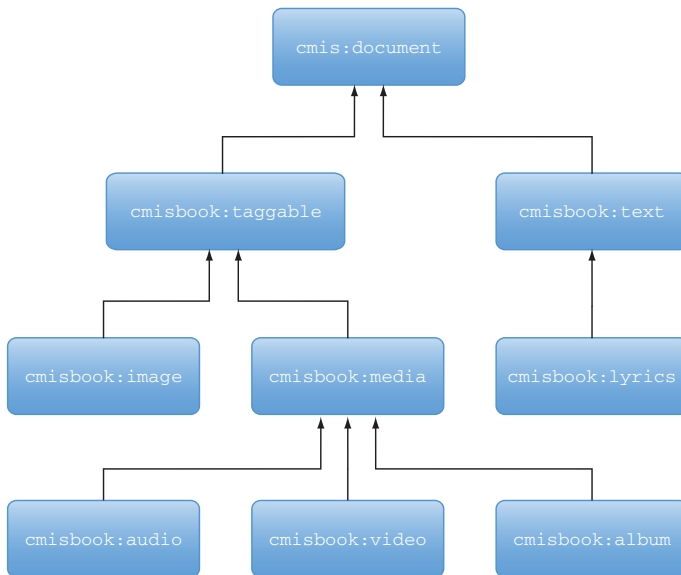 cmis:document
cmisbook:taggable
cmisbook:text
cmisbook:image
cmisbook:media
cmisbook:lyrics
cmisbook:audio
cmisbook:video
cmisbook:album